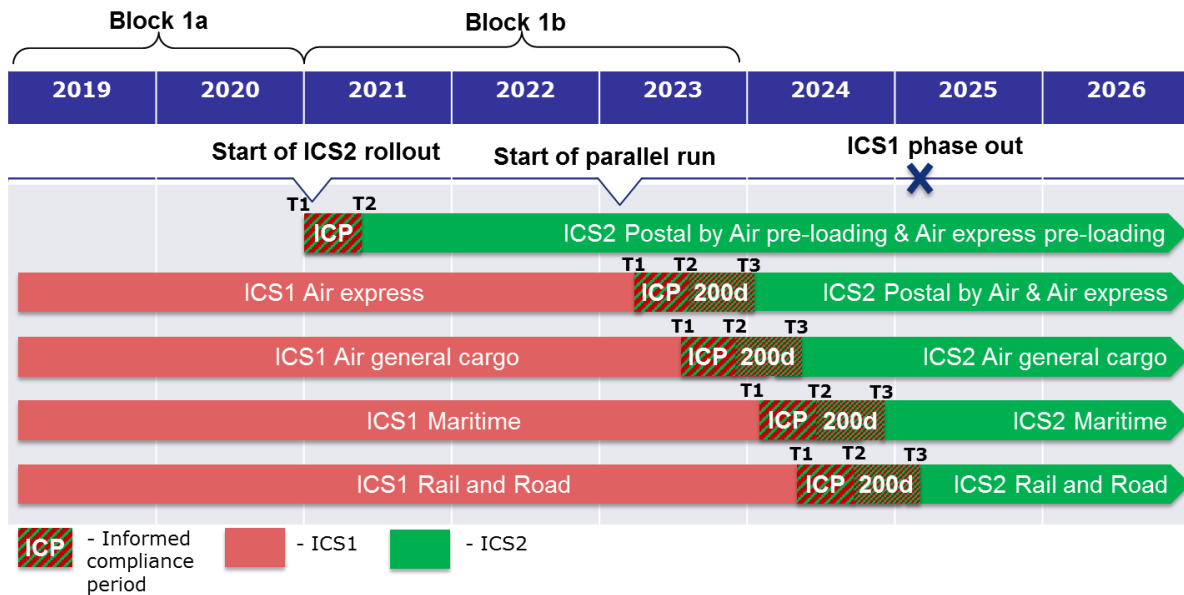 Block 1a
Block 1b
2019 2020 2021 2022 2023 2024 2025 2026
Start of ICS2 rollout
Start of parallel run
ICS1 phase out
T1 T2
ICP ICS2 Postal by Air pre-loading & Air express pre-loading
T1 T2 T3
ICS1 Air express ICP 200d ICS2 Postal by Air & Air express
T1 T2 T3
ICS1 Air general cargo ICP 200d ICS2 Air general cargo
T1 T2 T3
ICS1 Maritime ICP 200d ICS2 Maritime
T1 T2 T3
ICS1 Rail and Road ICP 200d ICS2 Rail and Road
ICP - Informed
compliance
period
- ICS1
- ICS2